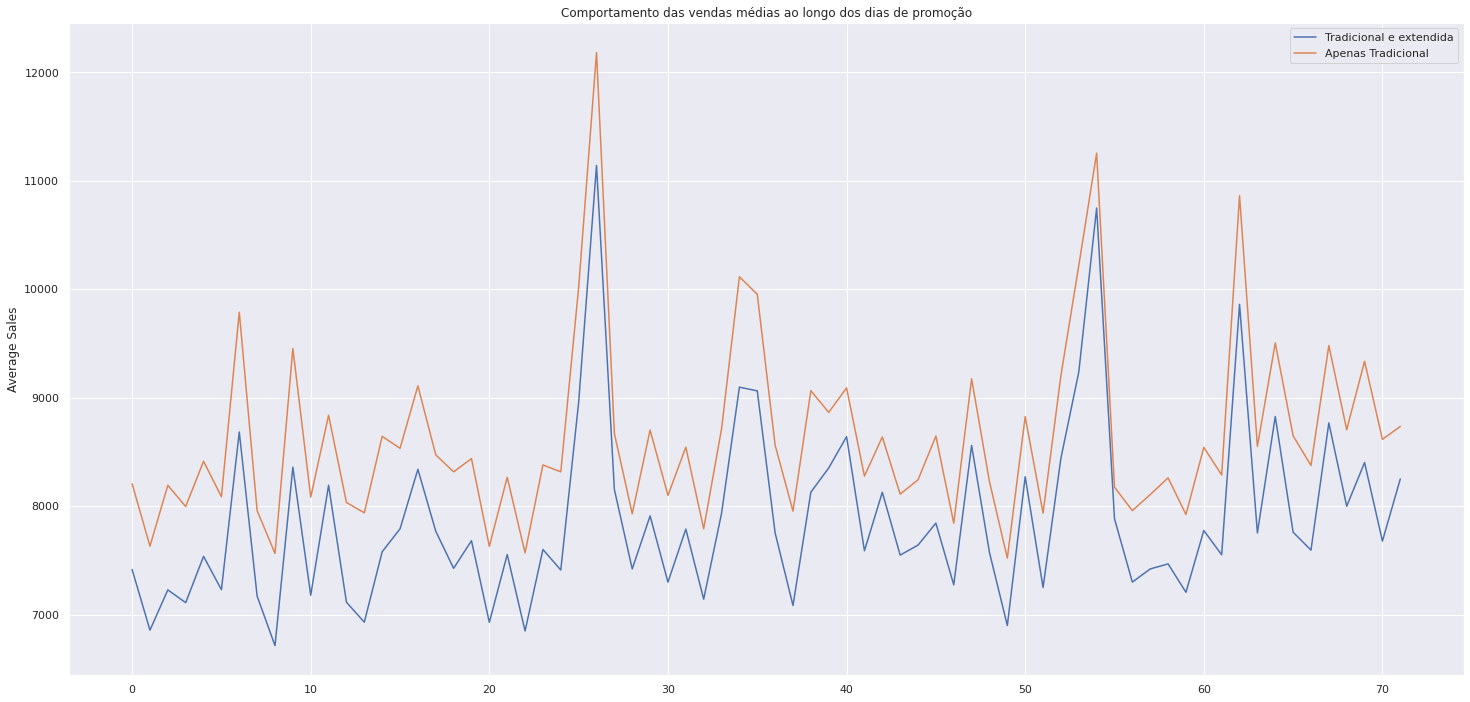 Comportamento das vendas médias ao longo dos dias de promoção
Tradicional e extendida
Apenas Tradicional
Average Sales
12000
11000
10000
9000
8000
7000
0 10 20 30 40 50 60 70